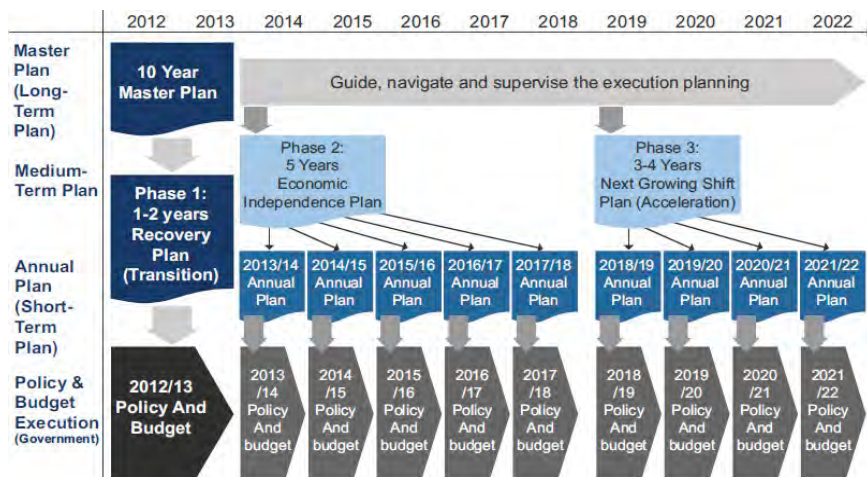 2012 2013 2014 2015 2016 2017 2018 2019 2020 2021 2022
Master
Plan
(Long-
Term
Plan)
10 Year
Master Plan
Guide, navigate and supervise the execution planning
Medium-
Term Plan
Phase 1:
1-2 years
Recovery
Plan
(Transition)
Phase 2:
5 Years
Economic
Independence Plan
Phase 3:
3-4 Years
Next Growing Shift
Plan (Acceleration)
Annual
Plan
(Short-
Term
Plan)
2013/14
Annual
Plan
2014/15
Annual
Plan
2015/16
Annual
Plan
2016/17
Annual
Plan
2017/18
Annual
Plan
2018/19
Annual
Plan
2019/20
Annual
Plan
2020/21
Annual
Plan
2021/22
Annual
Plan
Policy &
Budget
Execution
(Government)
2012/13
Policy And
Budget
2013
/14
Policy
And
budget
2014
/15
Policy
And
budget
2015
/16
Policy
And
budget
2016
/17
Policy
And
budget
2017
/18
Policy
And
budget
2018
/19
Policy
And
budget
2019
/20
Policy
And
budget
2020
/21
Policy
And
budget
2021
/22
Policy
And
budget